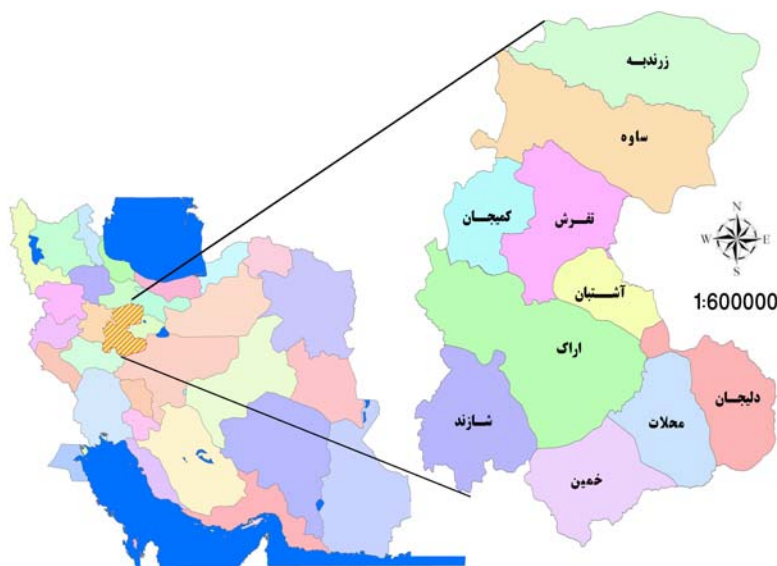 زرندیه
ساوه
کمیجان
تفرش
آشتیان
N
W E
S
1:600000
اراک
دلیجان
شازند
محلات
خمین